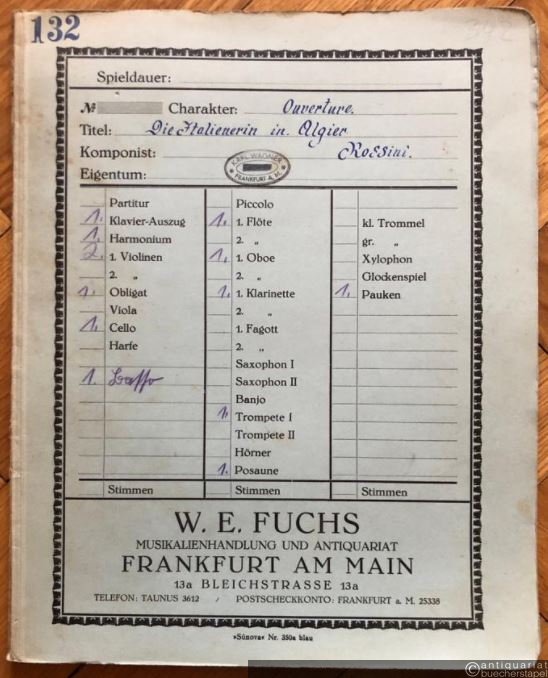 132
Spieldauer:
№ Charakter: Ouverture.
Titel: Die Italienerin in Algier
Komponist: Rossini.
KARL WAGNER
FRANKFURT A. M.
Eigentum:
Partitur
1. Klavier-Auszug
1. Harmonium
2. 1. Violinen
2. „
1. Obligat
Viola
1. Cello
Harfe
1. Basso
Stimmen
Piccolo
1. 1. Flöte
2. „
1. 1. Oboe
2. „
1. 1. Klarinette
2. „
1. Fagott
2. „
Saxophon I
Saxophon II
Banjo
1. Trompete I
Trompete II
Hörner
1. Posaune
Stimmen
kl. Trommel
gr. „
Xylophon
Glockenspiel
1. Pauken
Stimmen
W. E. FUCHS
MUSIKALIENHANDLUNG UND ANTIQUARIAT
FRANKFURT AM MAIN
13a BLEICHSTRASSE 13a
TELEFON: TAUNUS 3612 / POSTSCHECKKONTO: FRANKFURT a. M. 25338
»Sünova« Nr. 350a blau
antiquariat
bücherstapel